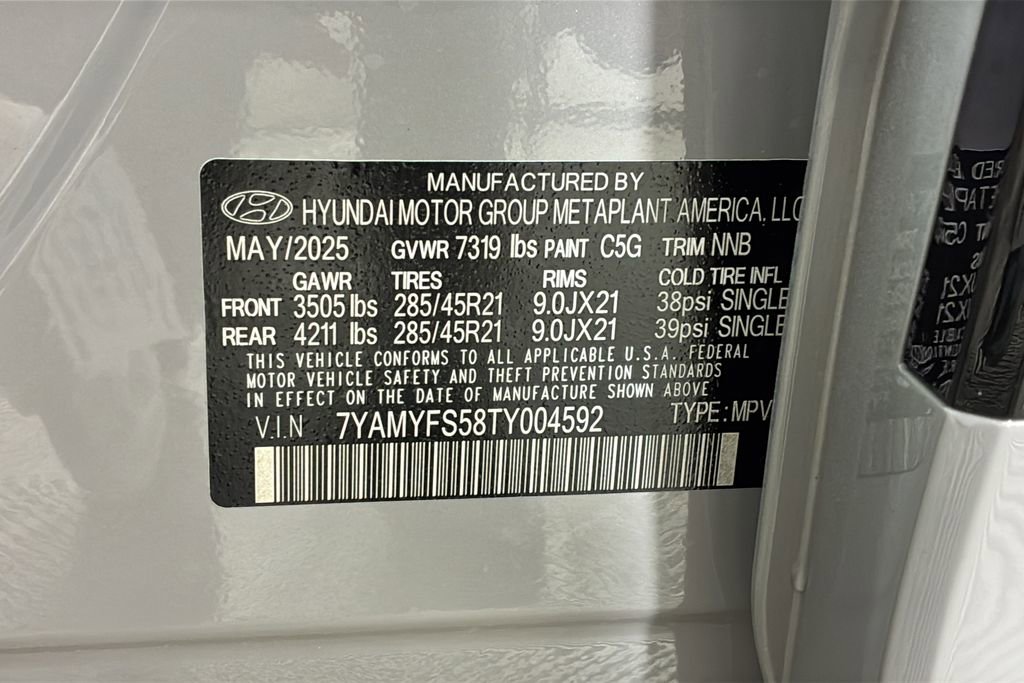 MANUFACTURED BY
HYUNDAI MOTOR GROUP METAPLANT AMERICA, LLC
MAY/2025 GVWR 7319 lbs PAINT C5G TRIM NNB
GAWR TIRES RIMS COLD TIRE INFL
FRONT 3505 lbs 285/45R21 9.0JX21 38psi SINGLE
REAR 4211 lbs 285/45R21 9.0JX21 39psi SINGLE
THIS VEHICLE CONFORMS TO ALL APPLICABLE U.S.A. FEDERAL
MOTOR VEHICLE SAFETY AND THEFT PREVENTION STANDARDS
IN EFFECT ON THE DATE OF MANUFACTURE SHOWN ABOVE
V.I.N 7YAMYFS58TY004592 TYPE: MPV